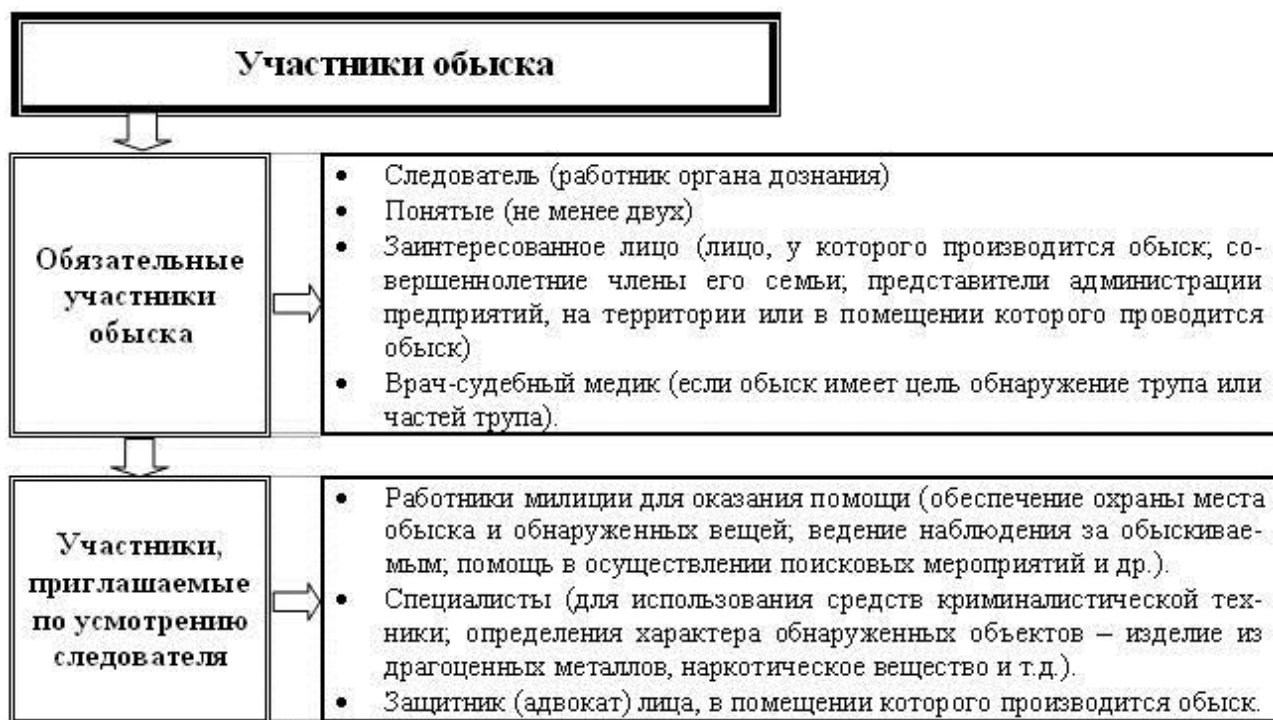 Участники обыска
Обязательные
участники
обыска
• Следователь (работник органа дознания)
• Понятые (не менее двух)
• Заинтересованное лицо (лицо, у которого производится обыск; со-
вершеннолетние члены его семьи; представители администрации
предприятий, на территории или в помещении которого проводится
обыск)
• Врач-судебный медик (если обыск имеет цель обнаружение трупа или
частей трупа).
Участники,
приглашаемые
по усмотрению
следователя
• Работники милиции для оказания помощи (обеспечение охраны места
обыска и обнаруженных вещей; ведение наблюдения за обыскивае-
мым; помощь в осуществлении поисковых мероприятий и др.).
• Специалисты (для использования средств криминалистической тех-
ники; определения характера обнаруженных объектов – изделие из
драгоценных металлов, наркотическое вещество и т.д.).
• Защитник (адвокат) лица, в помещении которого производится обыск.